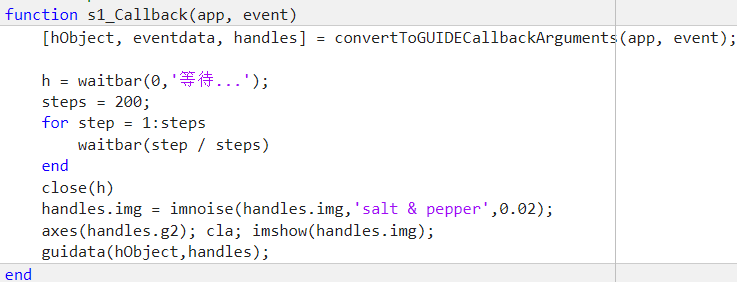 function s1_Callback(app, event)
[hObject, eventdata, handles] = convertToGUIDECallbackArguments(app, event);
h = waitbar(0,'等待...');
steps = 200;
for step = 1:steps
waitbar(step / steps)
end
close(h)
handles.img = imnoise(handles.img,'salt & pepper',0.02);
axes(handles.g2); cla; imshow(handles.img);
guidata(hObject,handles);
end